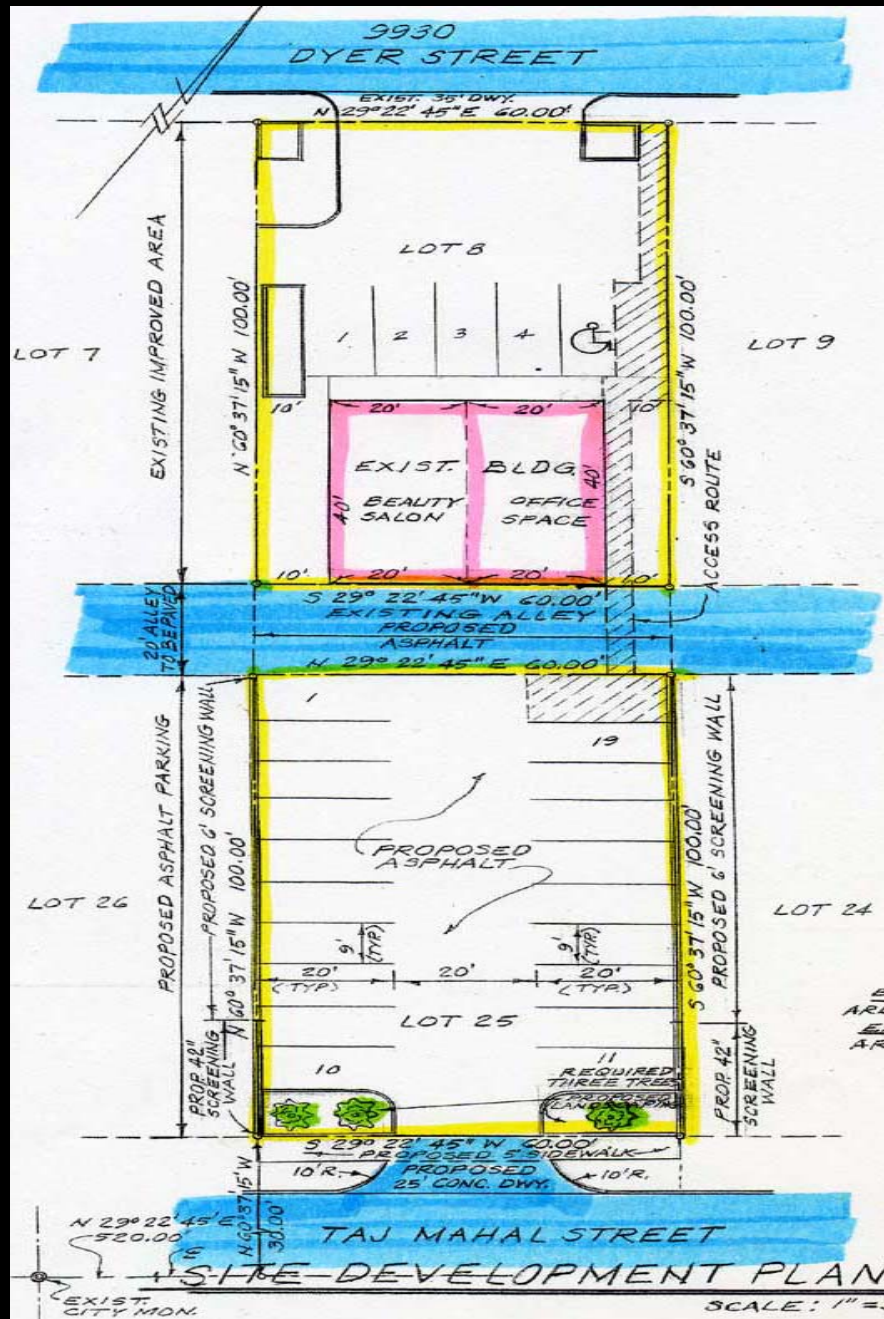 9930
DYER STREET
EXIST. 35' DWY.
N 29° 22' 45" E 60.00'
EXISTING IMPROVED AREA
N 60° 37' 15" W 100.00'
LOT 8
S 60° 37' 15" W 100.00'
LOT 7
LOT 9
1 2 3 4
10' 20' 20' 10'
EXIST. BLDG.
40'
BEAUTY
SALON
OFFICE
SPACE
40'
ACCESS ROUTE
10' 20' 20' 10'
S 29° 22' 45" W 60.00'
20' ALLEY
TO BE PAVED
EXISTING ALLEY
PROPOSED
ASPHALT
N 29° 22' 45" E 60.00'
1
19
PROPOSED ASPHALT PARKING
PROPOSED 6' SCREENING WALL
N 60° 37' 15" W 100.00'
PROPOSED
ASPHALT
S 60° 37' 15" W 100.00'
PROPOSED 6' SCREENING WALL
LOT 26
LOT 24
9'
(TYP.)
9'
(TYP.)
20'
(TYP.)
20'
20'
(TYP.)
LOT 25
10
11
REQUIRED
THREE TREES
PROPOSED
PROP. 42"
SCREENING
WALL
PROP. 42"
SCREENING
WALL
S 29° 22' 45" W 60.00'
PROPOSED 5' SIDEWALK
10' R.
PROPOSED
25' CONC. DWY.
10' R.
N 60° 37' 15" W
30.00'
N 29° 22' 45" E
520.00'
TAJ MAHAL STREET
SITE DEVELOPMENT PLAN
EXIST.
CITY MON.
SCALE: 1" =